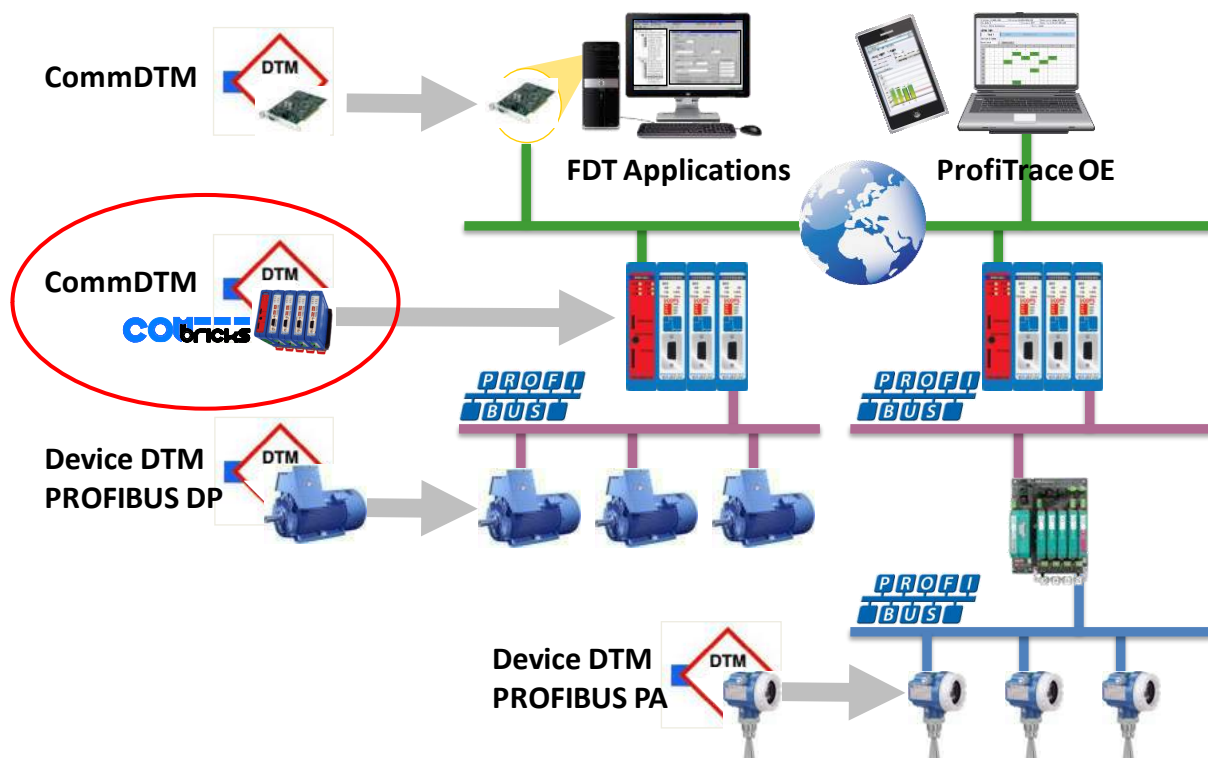 CommDTM
DTM
FDT Applications
ProfiTrace OE
CommDTM
DTM
COM
bricks
PROFI
BUS
PROFI
BUS
Device DTM
PROFIBUS DP
DTM
PROFI
BUS
Device DTM
PROFIBUS PA
DTM